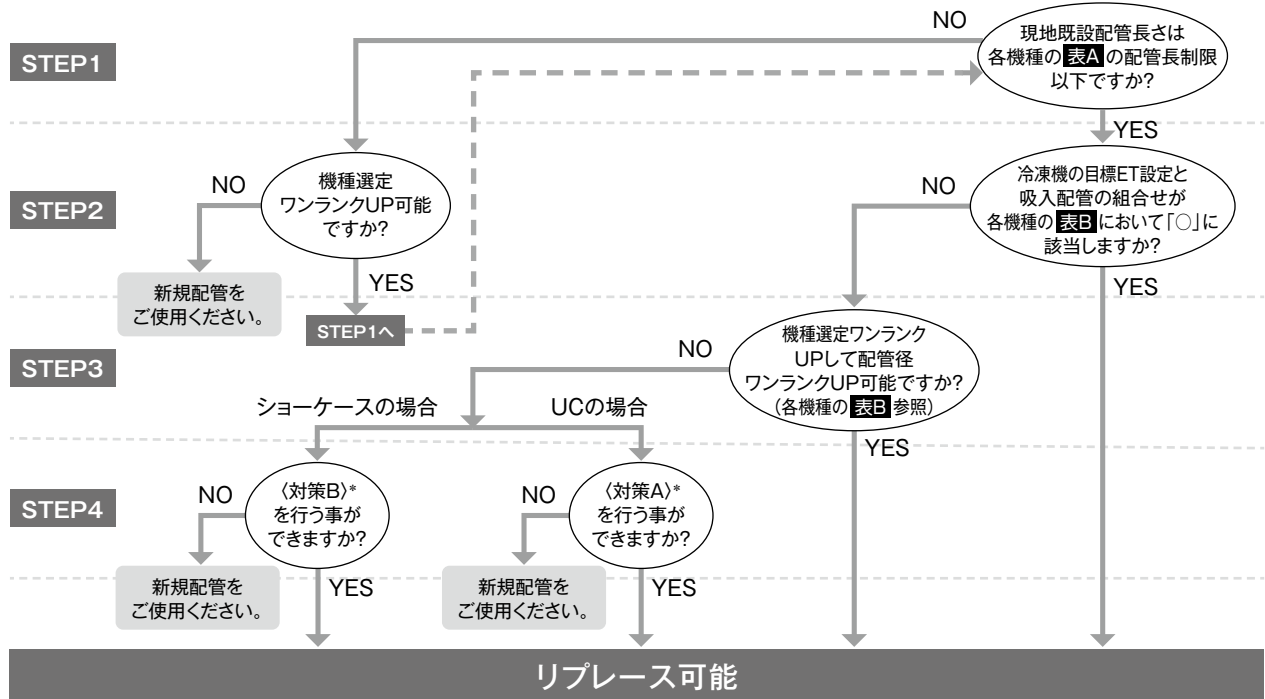 STEP1
NO
現地既設配管長さは
各機種の 表A の配管長制限
以下ですか?
YES
STEP2
NO
機種選定
ワンランクUP可能
ですか?
YES
新規配管を
ご使用ください。
STEP1へ
NO
冷凍機の目標ET設定と
吸入配管の組合せが
各機種の 表B において「○」に
該当しますか?
YES
STEP3
NO
機種選定ワンランク
UPして配管径
ワンランクUP可能ですか?
(各機種の 表B 参照)
YES
ショーケースの場合
UCの場合
STEP4
NO
〈対策B〉*
を行う事が
できますか?
YES
新規配管を
ご使用ください。
NO
〈対策A〉*
を行う事が
できますか?
YES
新規配管を
ご使用ください。
リプレース可能